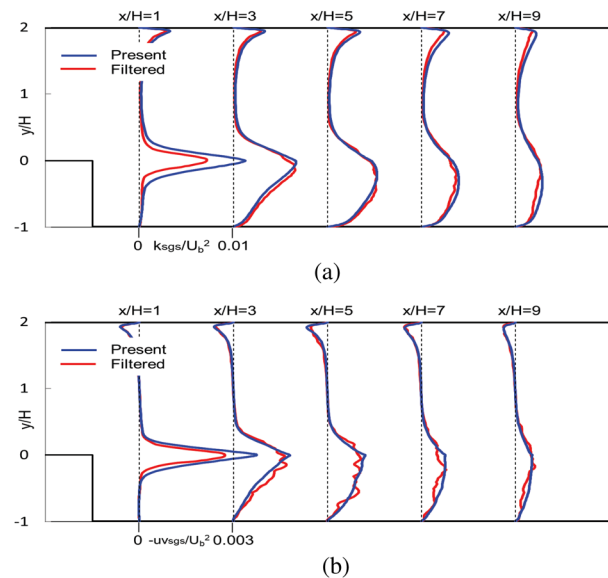 x/H=1 x/H=3 x/H=5 x/H=7 x/H=9
2
Present
Filtered
1
y/H
0
-1
0 ksgs/Ub² 0.01
(a)
x/H=1 x/H=3 x/H=5 x/H=7 x/H=9
2
Present
Filtered
1
y/H
0
-1
0 -uvsgs/Ub² 0.003
(b)